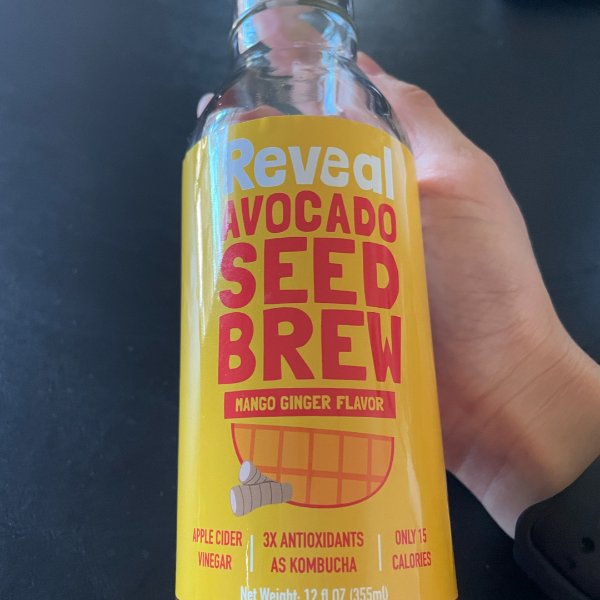 Reveal
AVOCADO
SEED
BREW
MANGO GINGER FLAVOR
APPLE CIDER VINEGAR
3X ANTIOXIDANTS AS KOMBUCHA
ONLY 15 CALORIES
Net Weight: 12 fl OZ (355ml)